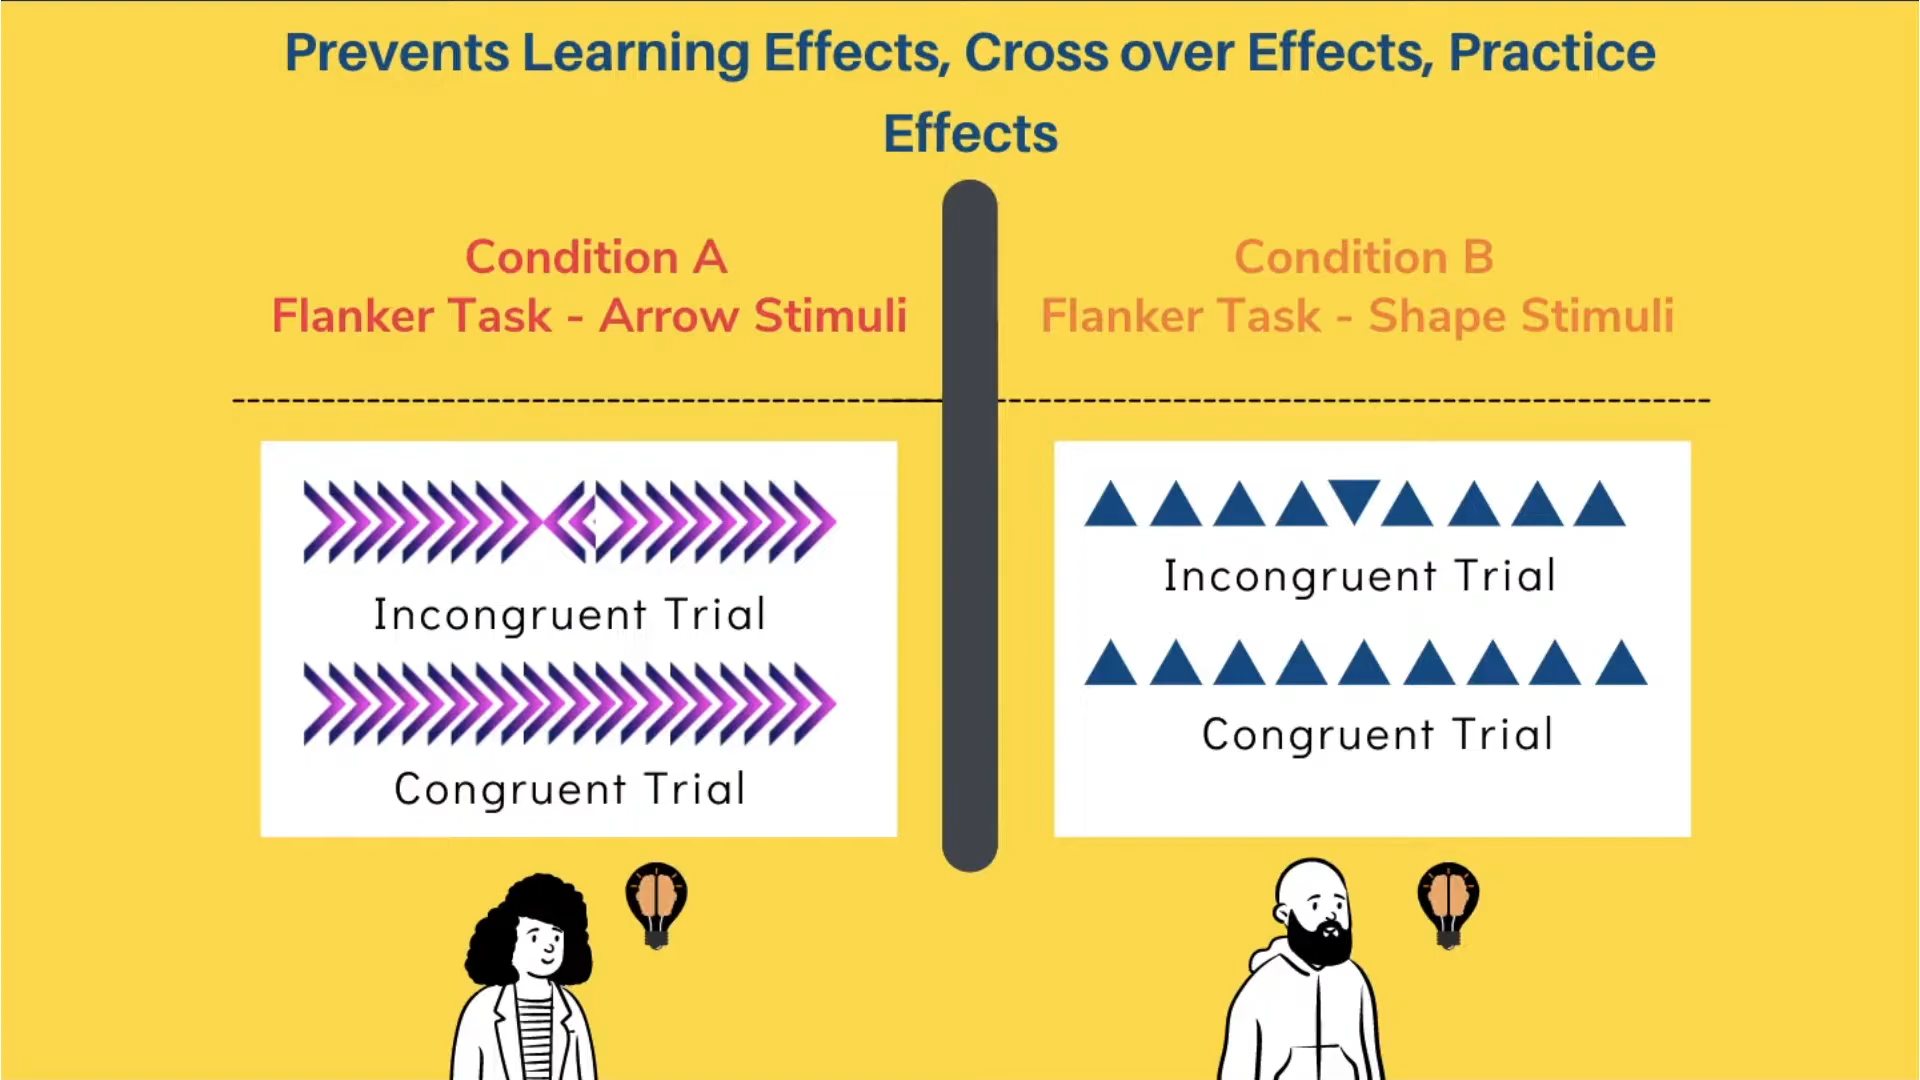 Prevents Learning Effects, Cross over Effects, Practice
Effects
Condition A
Flanker Task - Arrow Stimuli
Condition B
Flanker Task - Shape Stimuli
Incongruent Trial
Congruent Trial
Incongruent Trial
Congruent Trial